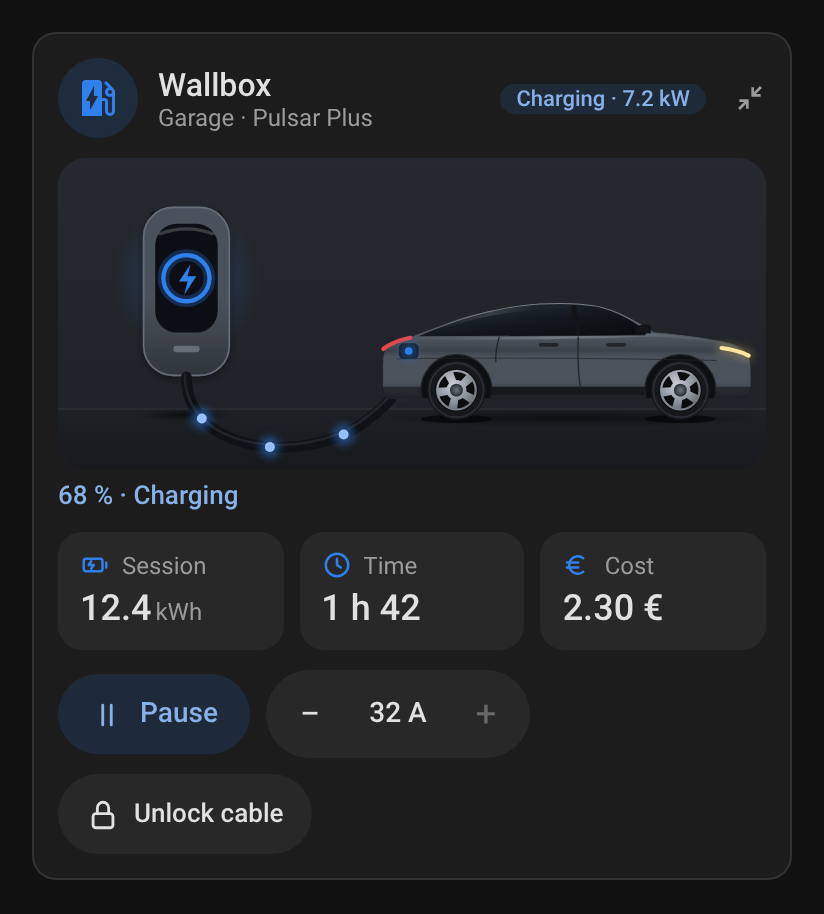 Wallbox
Garage · Pulsar Plus
Charging · 7.2 kW
68 % · Charging
Session
12.4 kWh
Time
1 h 42
Cost
2.30 €
Pause
− 32 A +
Unlock cable